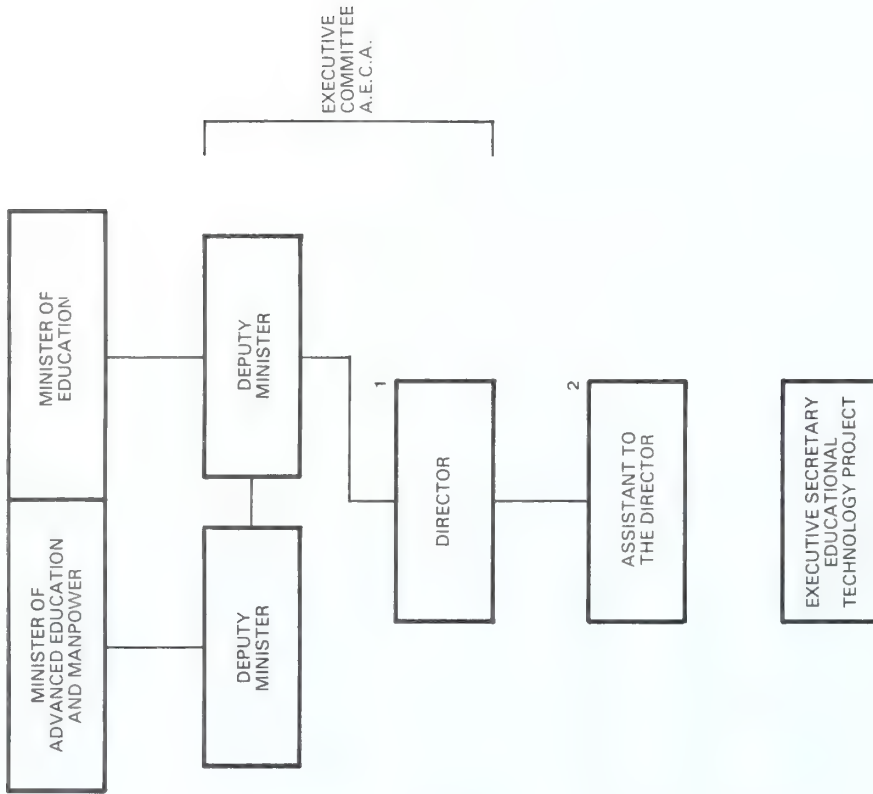 MINISTER OF
ADVANCED EDUCATION
AND MANPOWER
MINISTER OF
EDUCATION
DEPUTY
MINISTER
DEPUTY
MINISTER
EXECUTIVE
COMMITTEE
A.E.C.A.
1
DIRECTOR
2
ASSISTANT TO
THE DIRECTOR
EXECUTIVE SECRETARY
EDUCATIONAL
TECHNOLOGY PROJECT